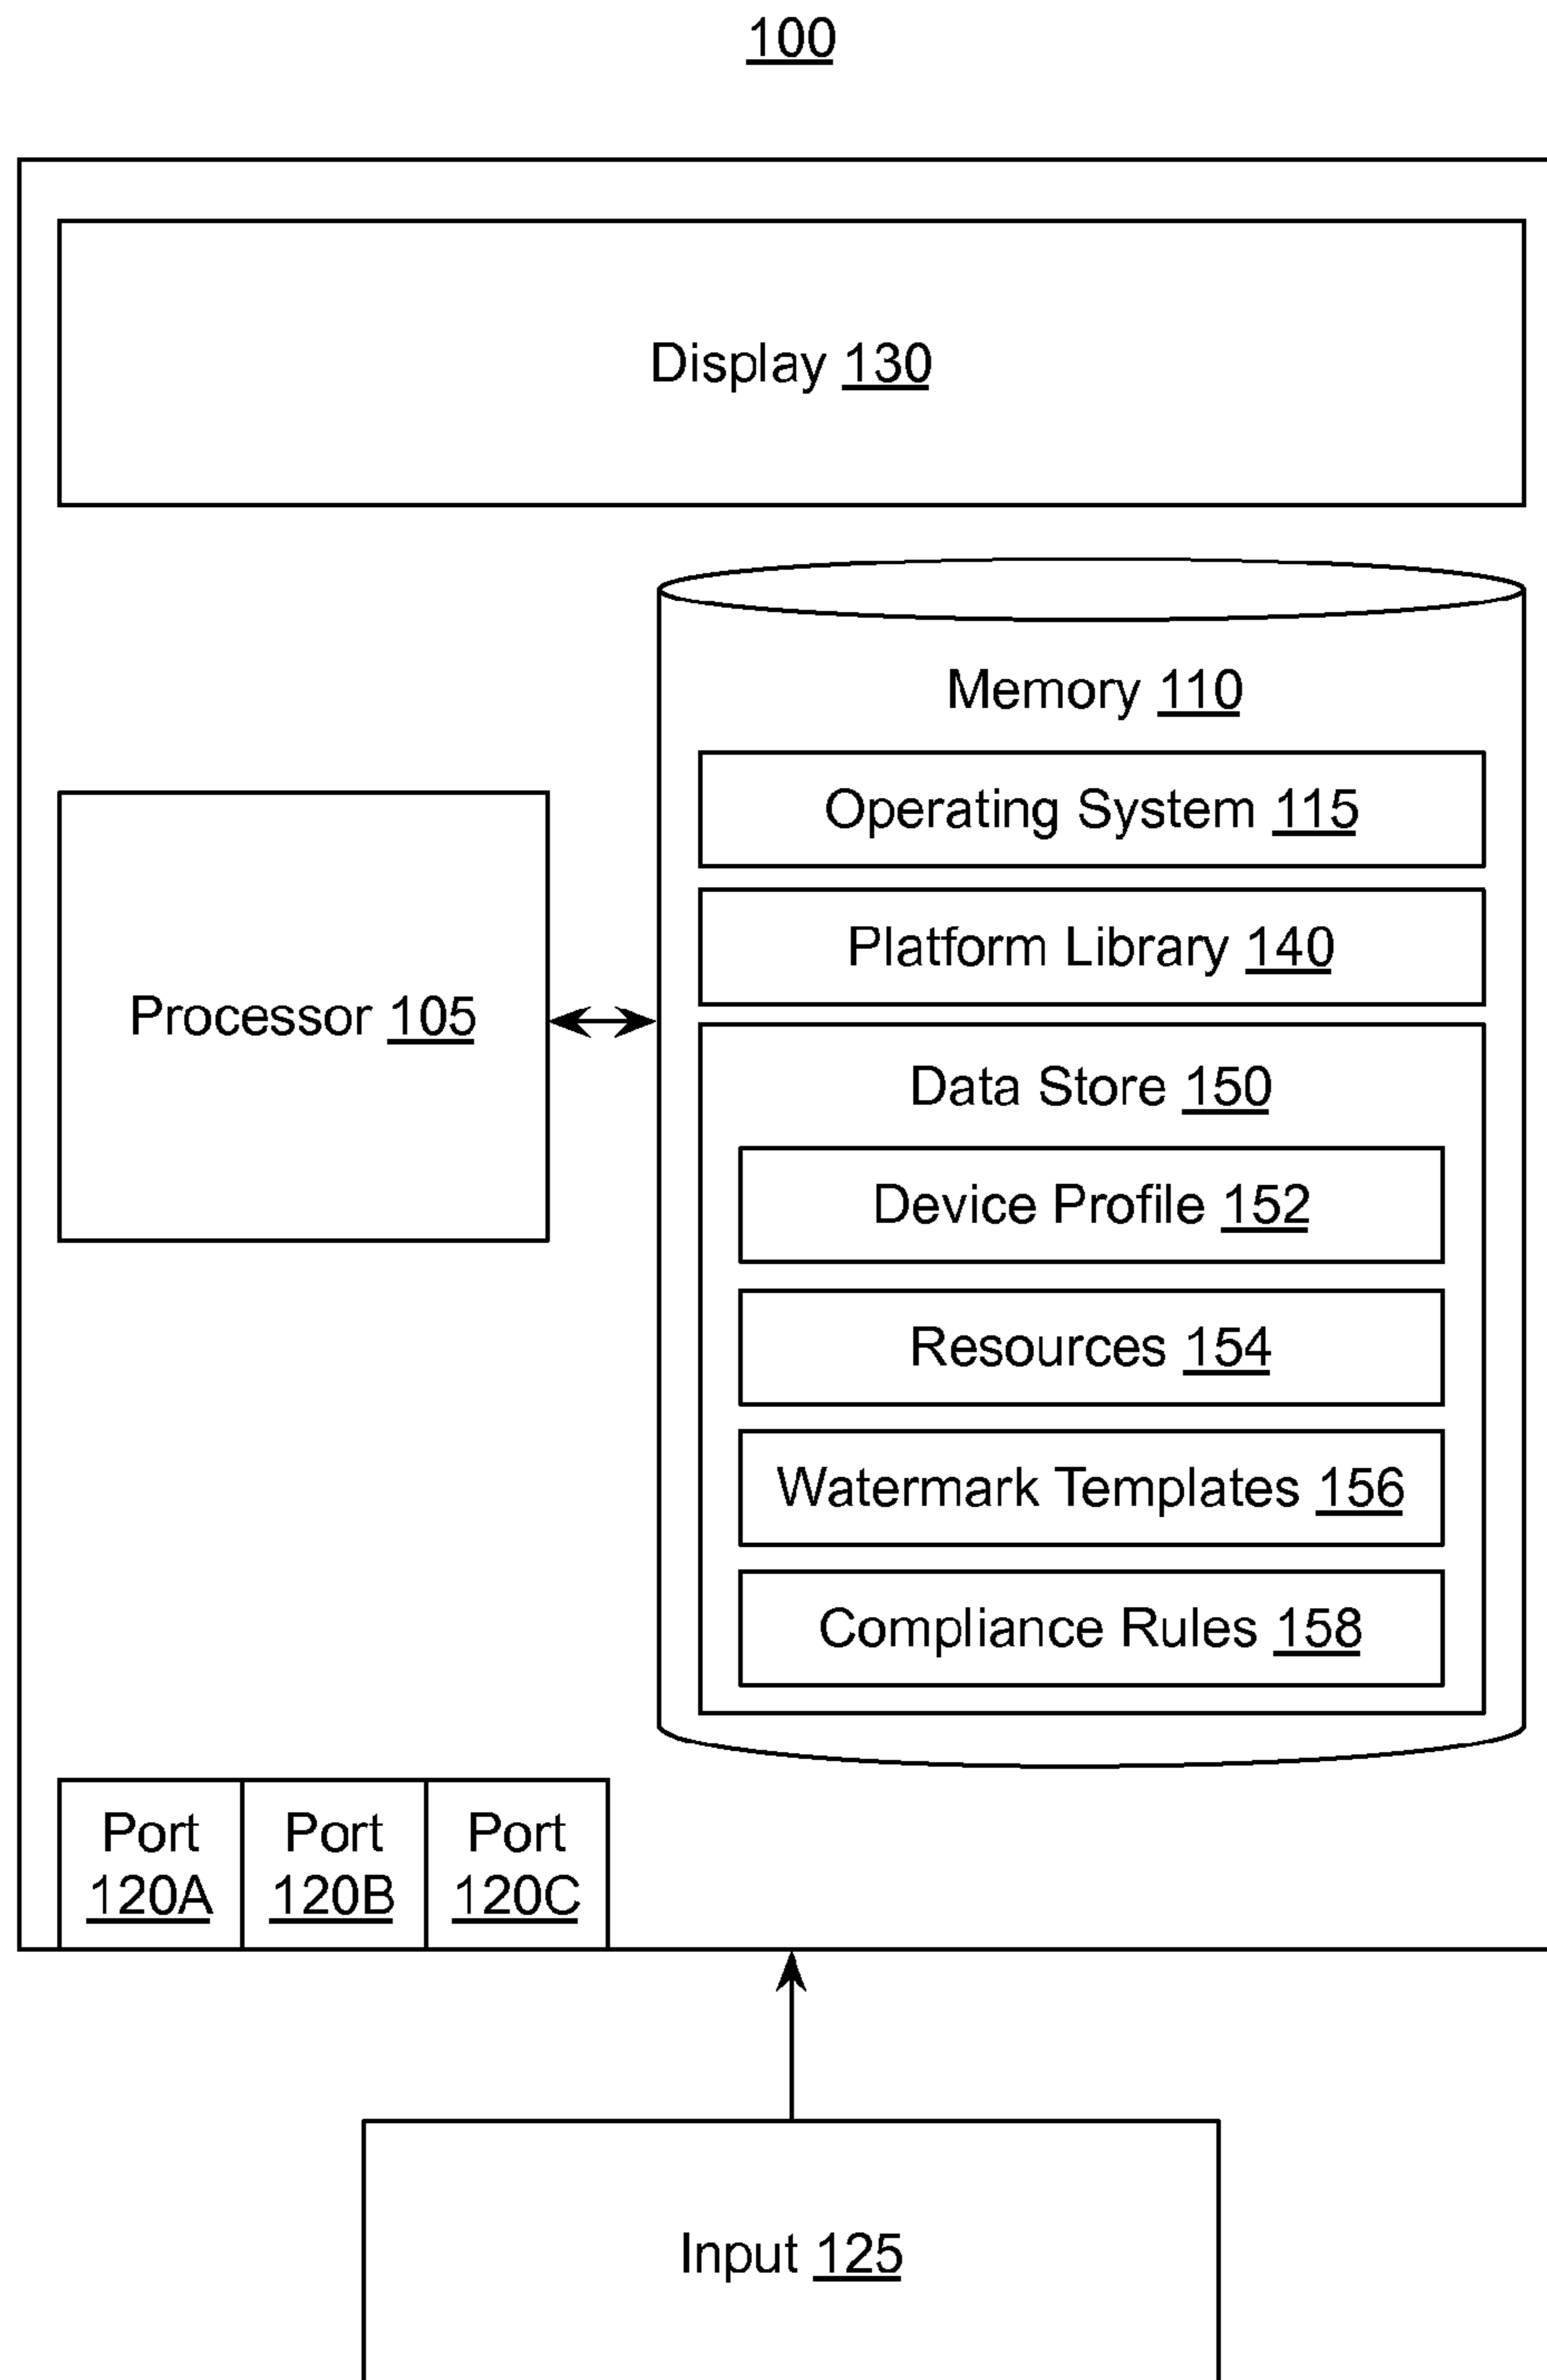 100
Display 130
Memory 110
Operating System 115
Platform Library 140
Processor 105
Data Store 150
Device Profile 152
Resources 154
Watermark Templates 156
Compliance Rules 158
Port 120A
Port 120B
Port 120C
Input 125